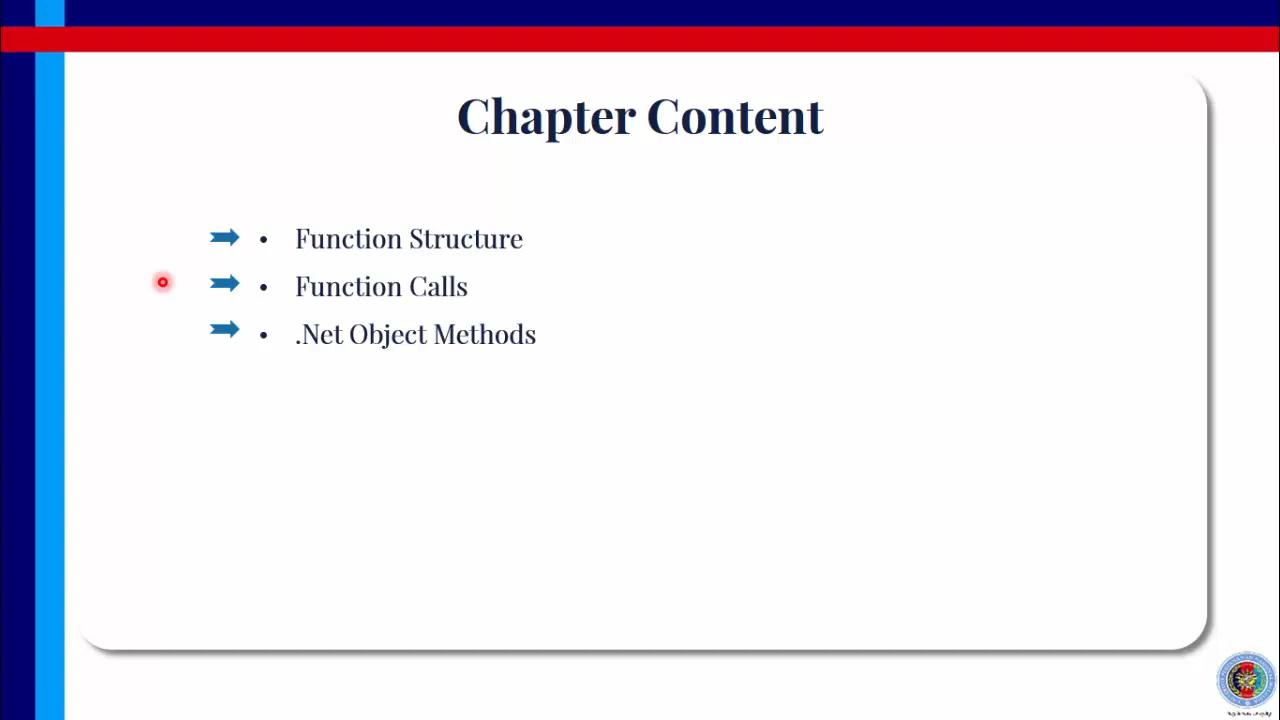 Chapter Content
• Function Structure
• Function Calls
• .Net Object Methods